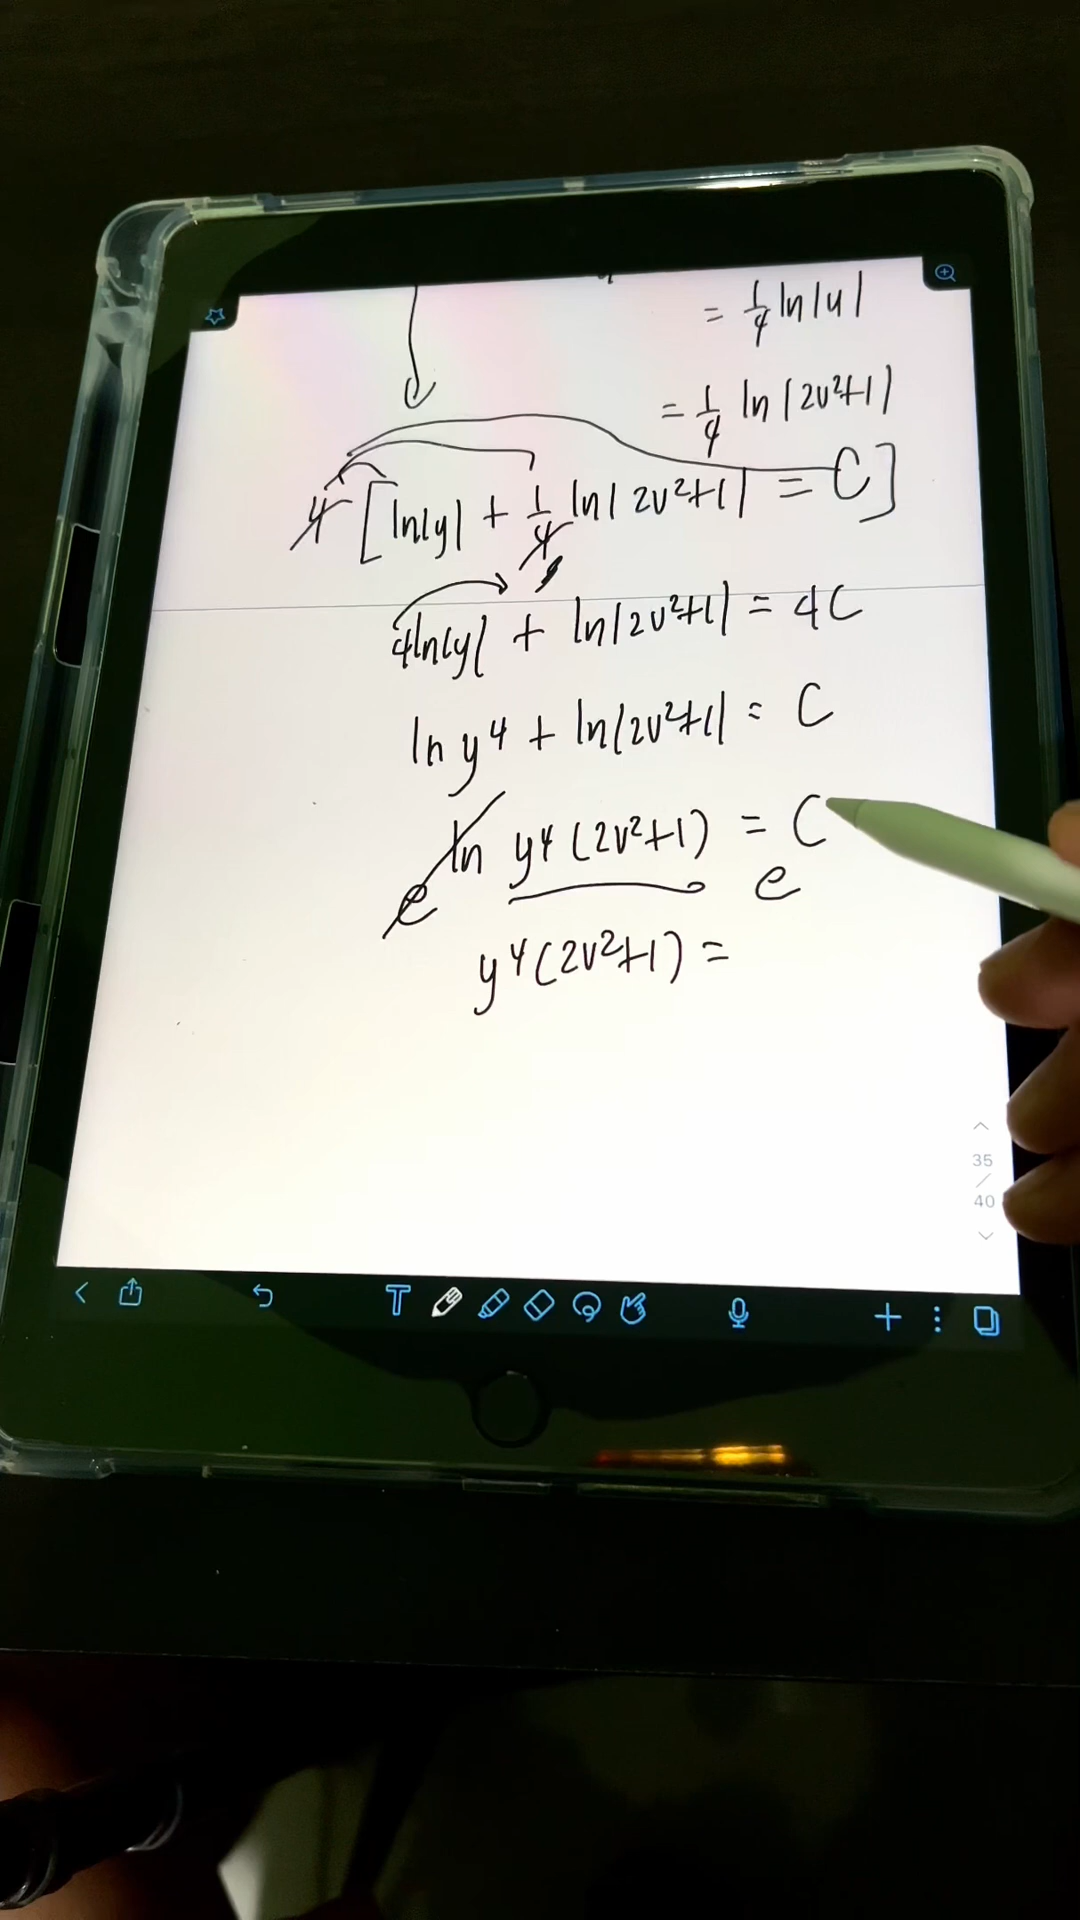 = 1/4 ln|u|
= 1/4 ln|2v²+1|
4 [ln|y| + 1/4 ln|2v²+1| = C]
4ln|y| + ln|2v²+1| = 4C
ln y⁴ + ln|2v²+1| = C
ln y⁴(2v²+1) = C
e e
y⁴(2v²+1) =
35
/
40
T